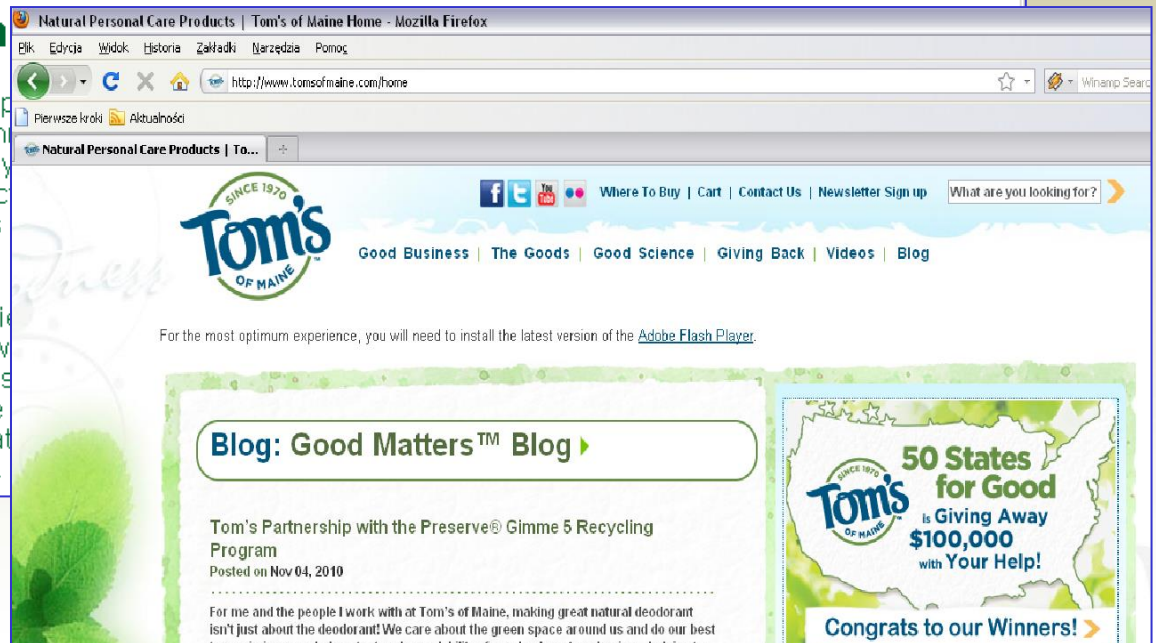 Natural Personal Care Products | Tom's of Maine Home - Mozilla Firefox
Plik Edycja Widok Historia Zakładki Narzędzia Pomoc
http://www.tomsofmaine.com/home
Winamp Searc
Pierwsze kroki Aktualności
Natural Personal Care Products | To...
SINCE 1970
Tom's
OF MAINE
Where To Buy | Cart | Contact Us | Newsletter Sign up What are you looking for?
Good Business | The Goods | Good Science | Giving Back | Videos | Blog
For the most optimum experience, you will need to install the latest version of the Adobe Flash Player.
Blog: Good Matters™ Blog
Tom's Partnership with the Preserve® Gimme 5 Recycling
Program
Posted on Nov 04, 2010
For me and the people I work with at Tom's of Maine, making great natural deodorant
isn't just about the deodorant! We care about the green space around us and do our best
SINCE 1970
Tom's
OF MAINE
50 States
for Good
is Giving Away
$100,000
with Your Help!
Congrats to our Winners!